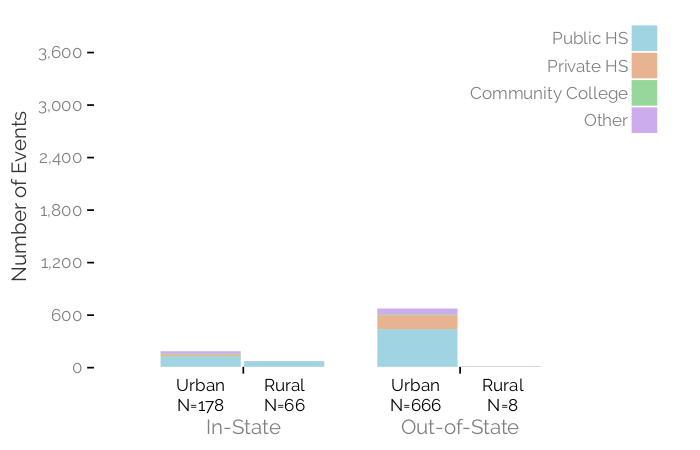 Public HS
Private HS
Community College
Other
Number of Events
3,600
3,000
2,400
1,800
1,200
600
0
Urban
N=178
Rural
N=66
Urban
N=666
Rural
N=8
In-State
Out-of-State